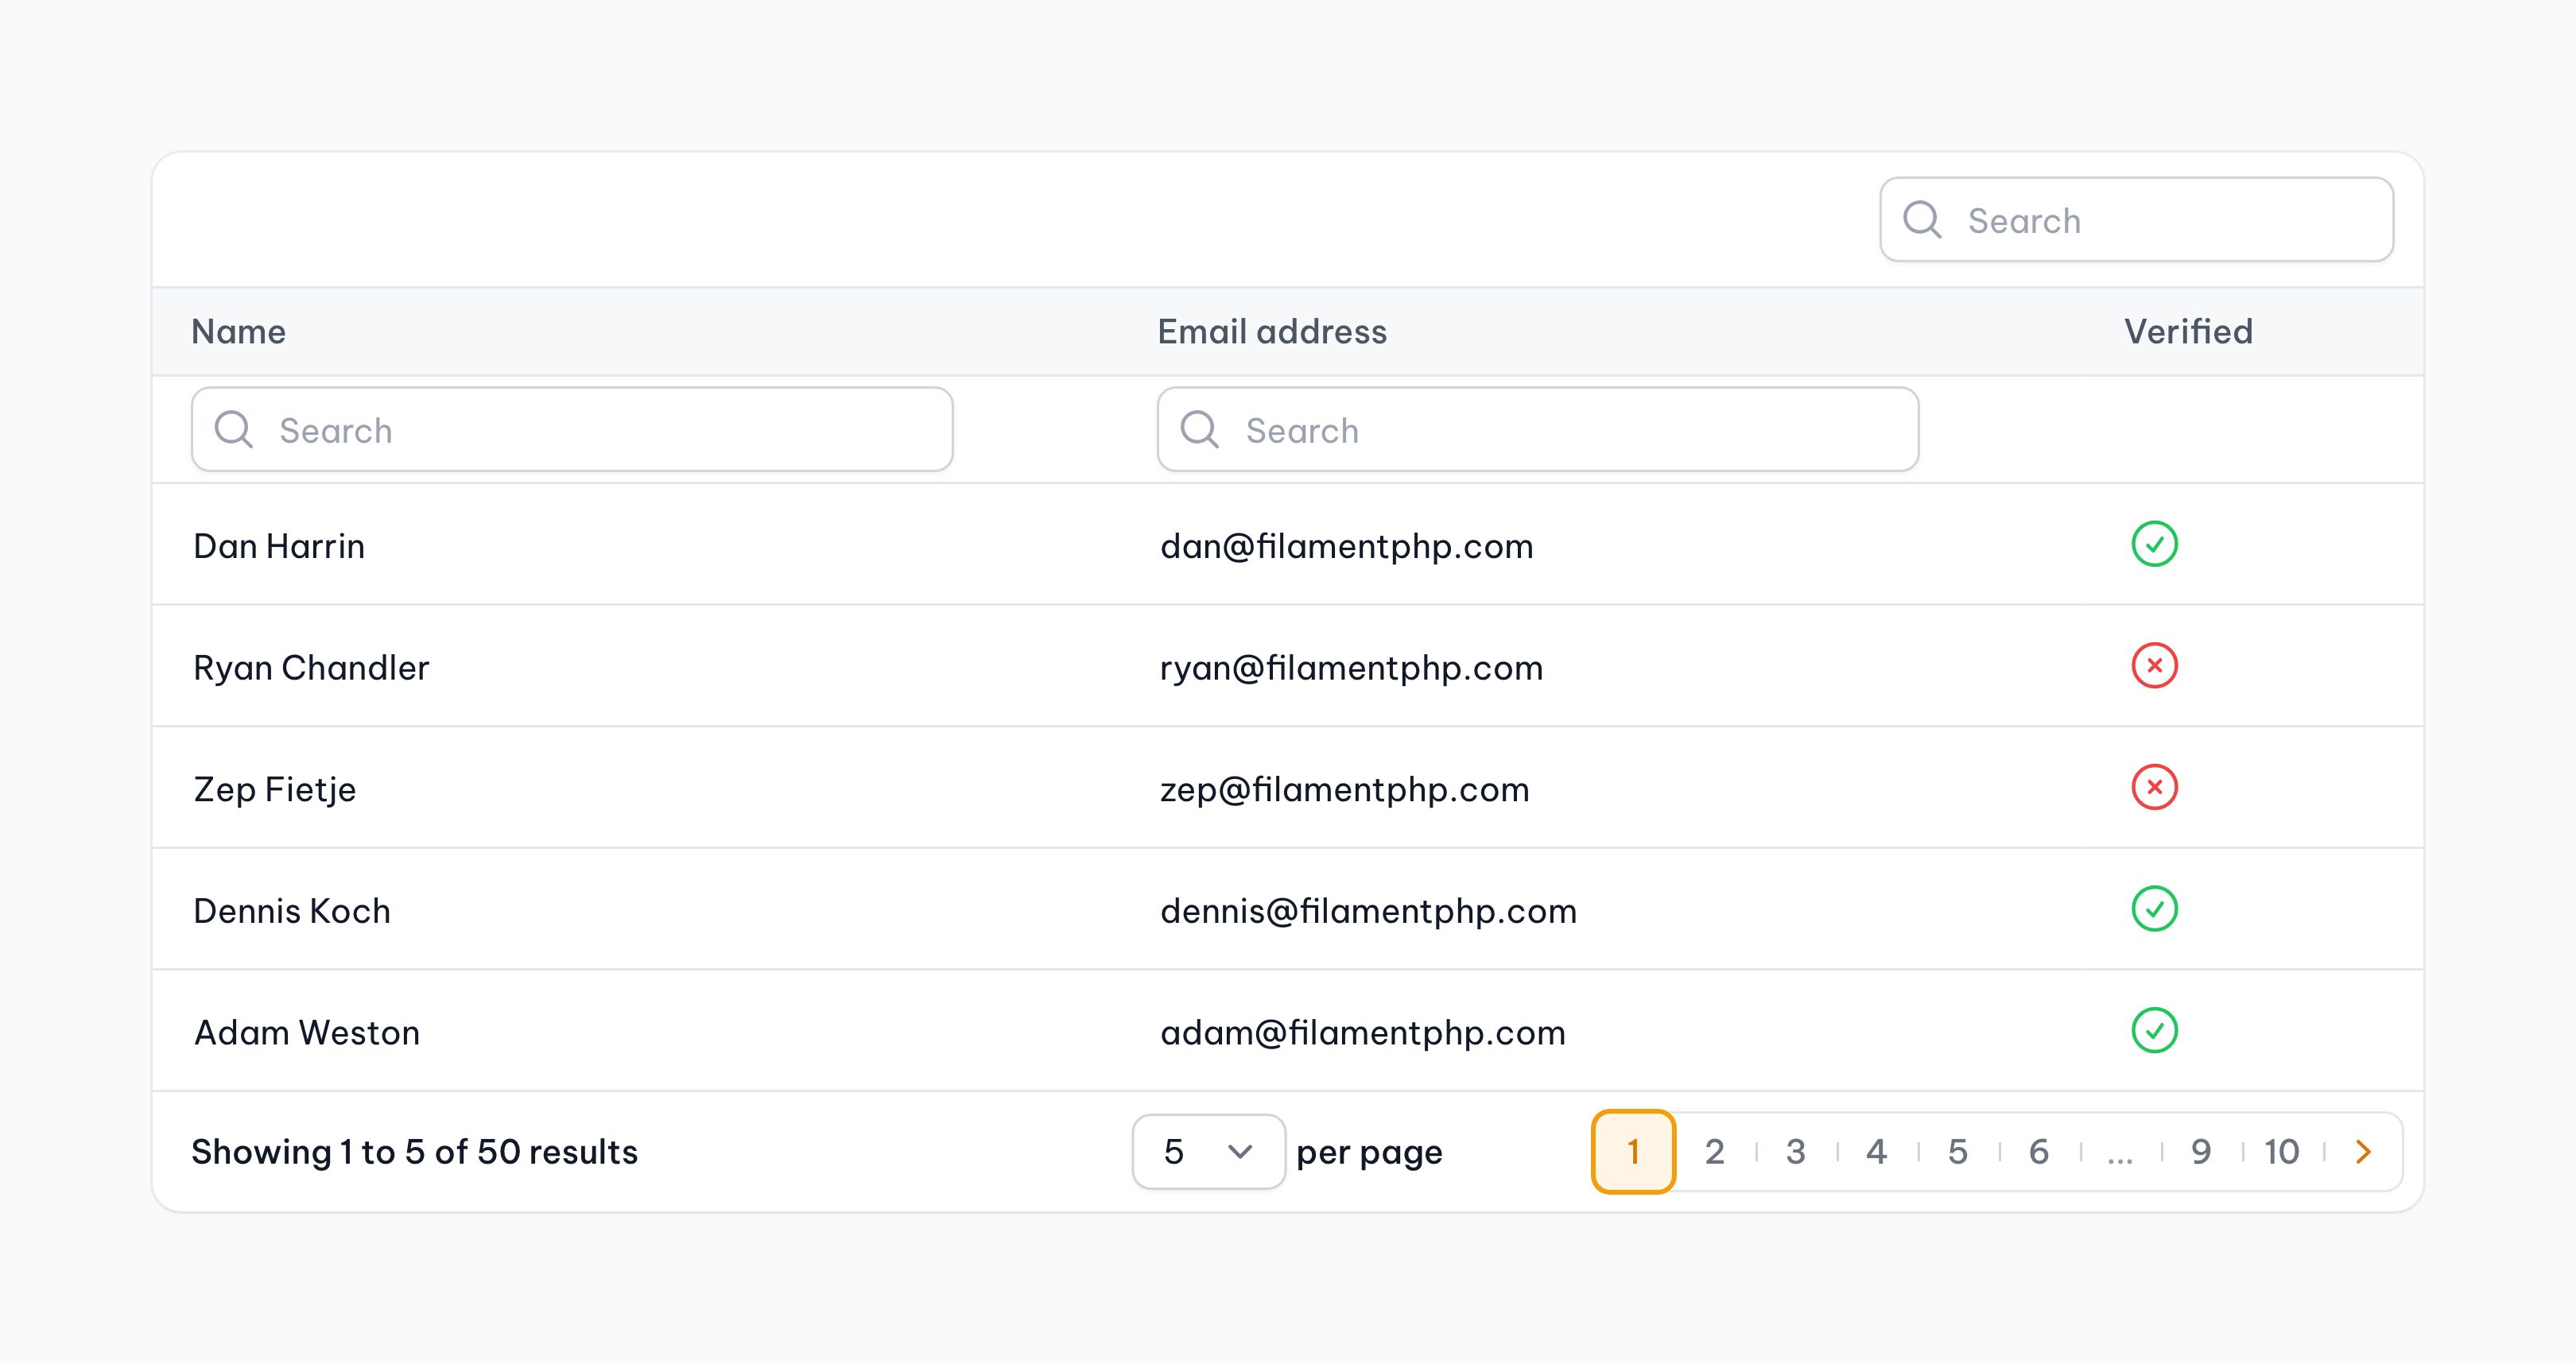 Search
Name Email address Verified
Search Search
Dan Harrin dan@filamentphp.com
Ryan Chandler ryan@filamentphp.com
Zep Fietje zep@filamentphp.com
Dennis Koch dennis@filamentphp.com
Adam Weston adam@filamentphp.com
Showing 1 to 5 of 50 results 5 per page 1 2 3 4 5 6 ... 9 10